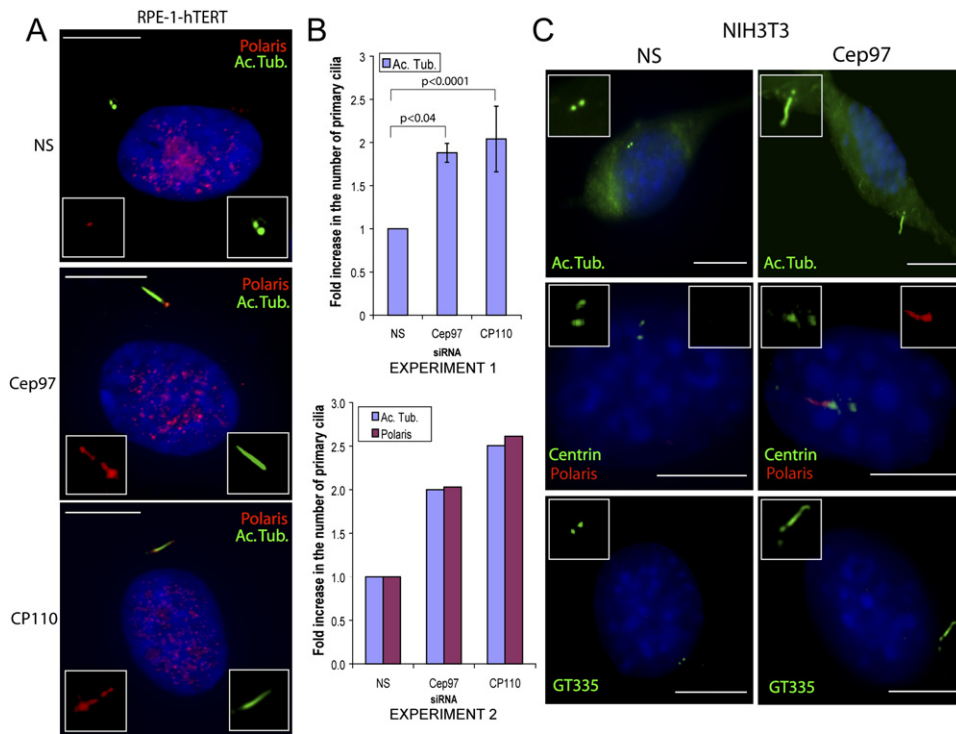 A
RPE-1-hTERT
Polaris
Ac.Tub.
NS
Polaris
Ac.Tub.
Cep97
Polaris
Ac.Tub.
CP110
B
Ac. Tub.
p<0.0001
p<0.04
Fold increase in the number of primary cilia
3
2.5
2
1.5
1
0.5
0
NS Cep97 CP110
siRNA
EXPERIMENT 1
Ac. Tub.
Polaris
Fold increase in the number of primary cilia
3.0
2.5
2.0
1.5
1.0
0.5
0.0
NS Cep97 CP110
siRNA
EXPERIMENT 2
C
NIH3T3
NS Cep97
Ac.Tub. Ac.Tub.
Centrin Centrin
Polaris Polaris
GT335 GT335